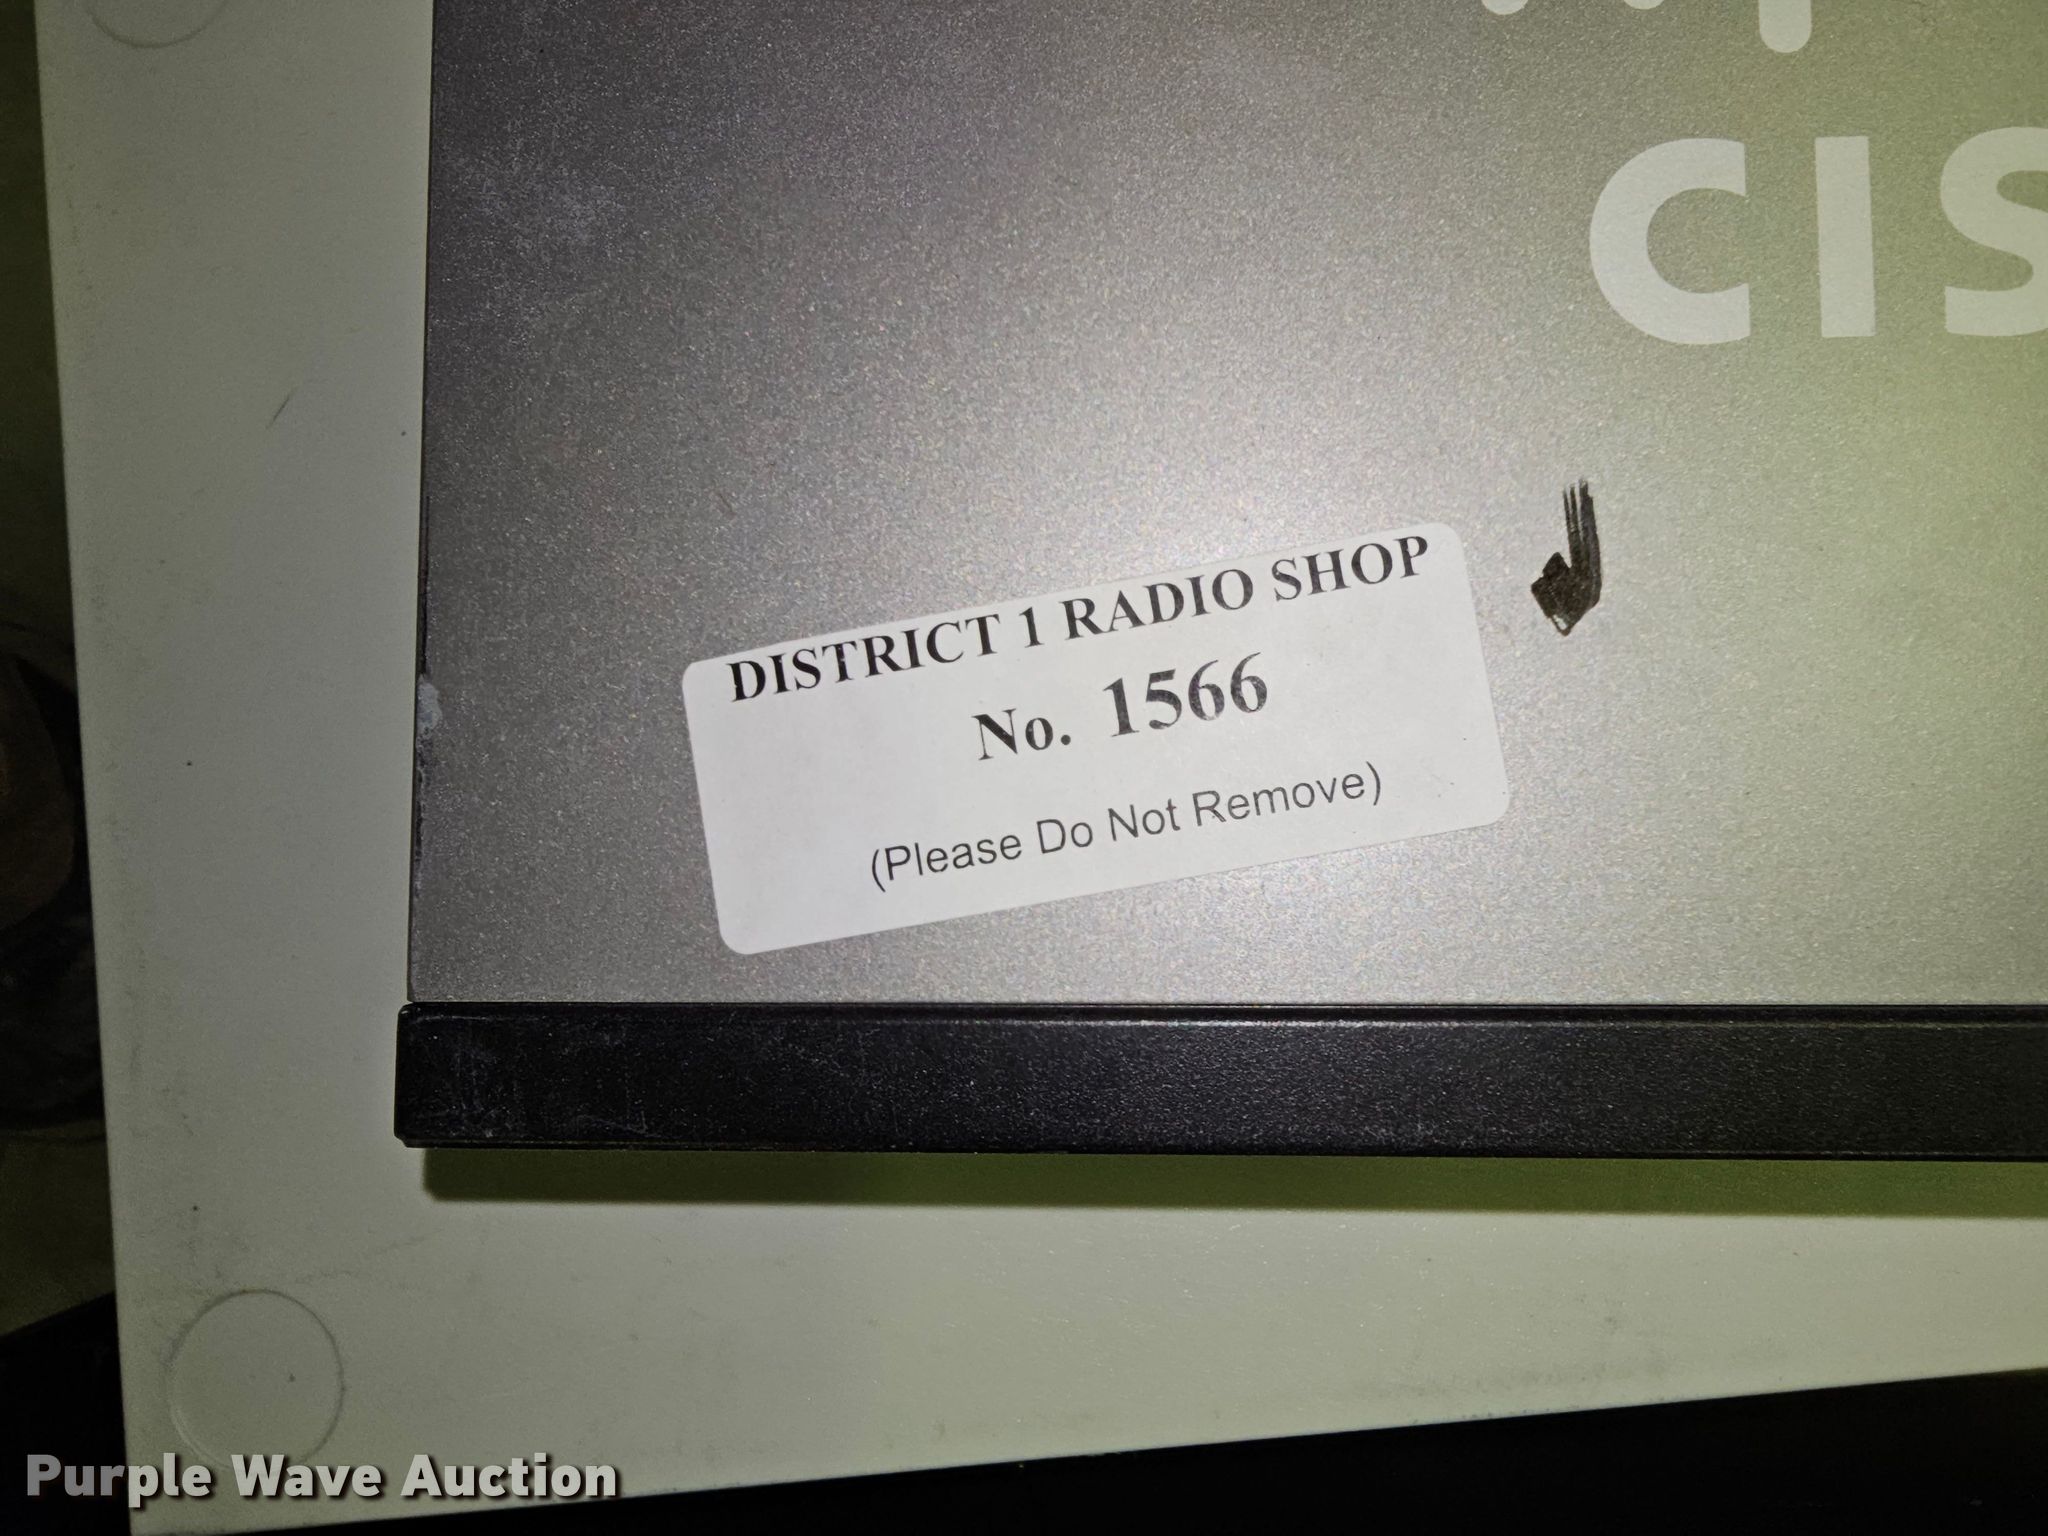 CIS
DISTRICT 1 RADIO SHOP
No. 1566
(Please Do Not Remove)
Purple Wave Auction